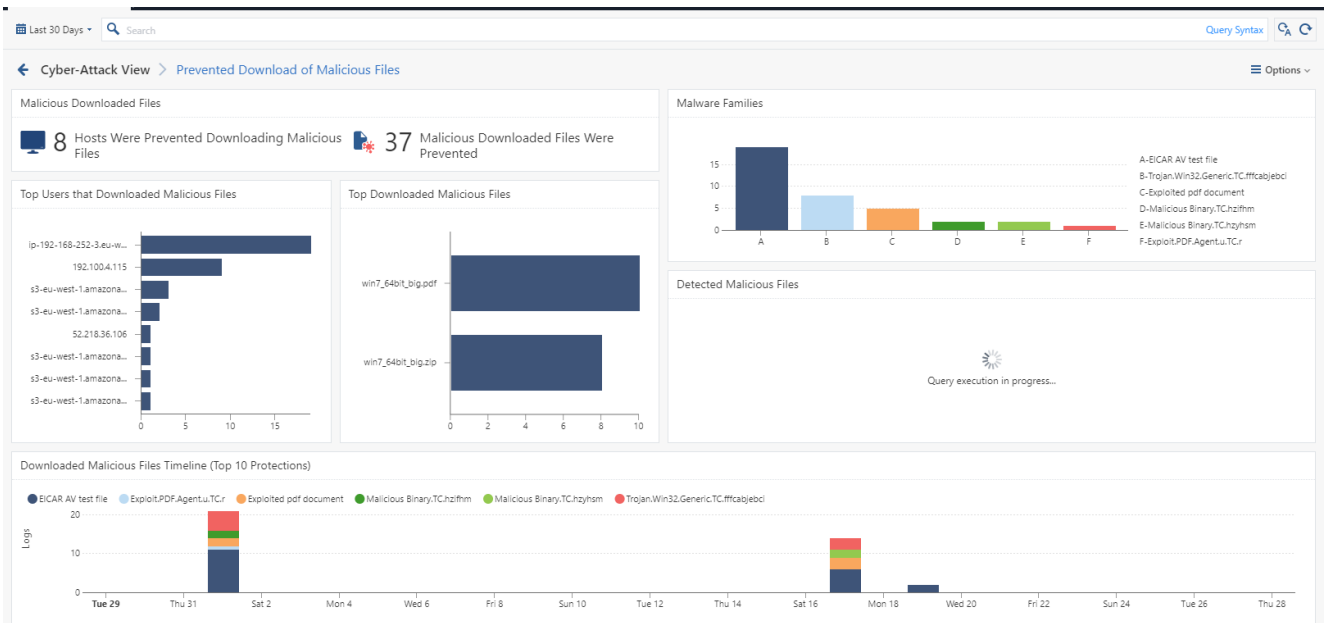 Last 30 Days
Search
Query Syntax
Cyber-Attack View > Prevented Download of Malicious Files
Options
Malicious Downloaded Files
8 Hosts Were Prevented Downloading Malicious
Files
37 Malicious Downloaded Files Were
Prevented
Malware Families
15
10
5
0
A
B
C
D
E
F
A-EICAR AV test file
B-Trojan.Win32.Generic.TC.fffcabjebci
C-Exploited pdf document
D-Malicious Binary.TC.hzifhm
E-Malicious Binary.TC.hzyhsm
F-Exploit.PDF.Agent.u.TC.r
Top Users that Downloaded Malicious Files
ip-192-168-252-3.eu-w...
192.100.4.115
s3-eu-west-1.amazona...
s3-eu-west-1.amazona...
52.218.36.106
s3-eu-west-1.amazona...
s3-eu-west-1.amazona...
s3-eu-west-1.amazona...
0 5 10 15
Top Downloaded Malicious Files
win7_64bit_big.pdf
win7_64bit_big.zip
0 2 4 6 8 10
Detected Malicious Files
Query execution in progress...
Downloaded Malicious Files Timeline (Top 10 Protections)
EICAR AV test file Exploit.PDF.Agent.u.TC.r Exploited pdf document Malicious Binary.TC.hzifhm Malicious Binary.TC.hzyhsm Trojan.Win32.Generic.TC.fffcabjebci
Logs
20
10
0
Tue 29 Thu 31 Sat 2 Mon 4 Wed 6 Fri 8 Sun 10 Tue 12 Thu 14 Sat 16 Mon 18 Wed 20 Fri 22 Sun 24 Tue 26 Thu 28